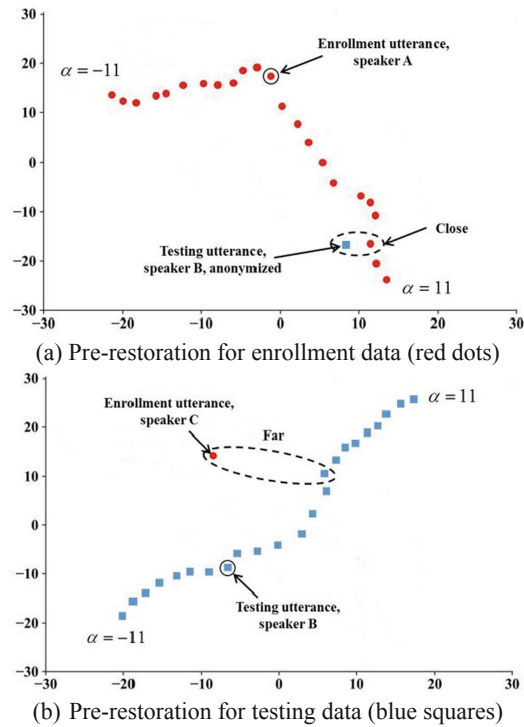 30
20
10
0
−10
−20
−30
−30
−20
−10
0
10
20
30
α = −11
Enrollment utterance,
speaker A
Testing utterance,
speaker B, anonymized
Close
α = 11
(a) Pre-restoration for enrollment data (red dots)
30
20
10
0
−10
−20
−30
−30
−20
−10
0
10
20
30
Enrollment utterance,
speaker C
Far
α = 11
Testing utterance,
speaker B
α = −11
(b) Pre-restoration for testing data (blue squares)